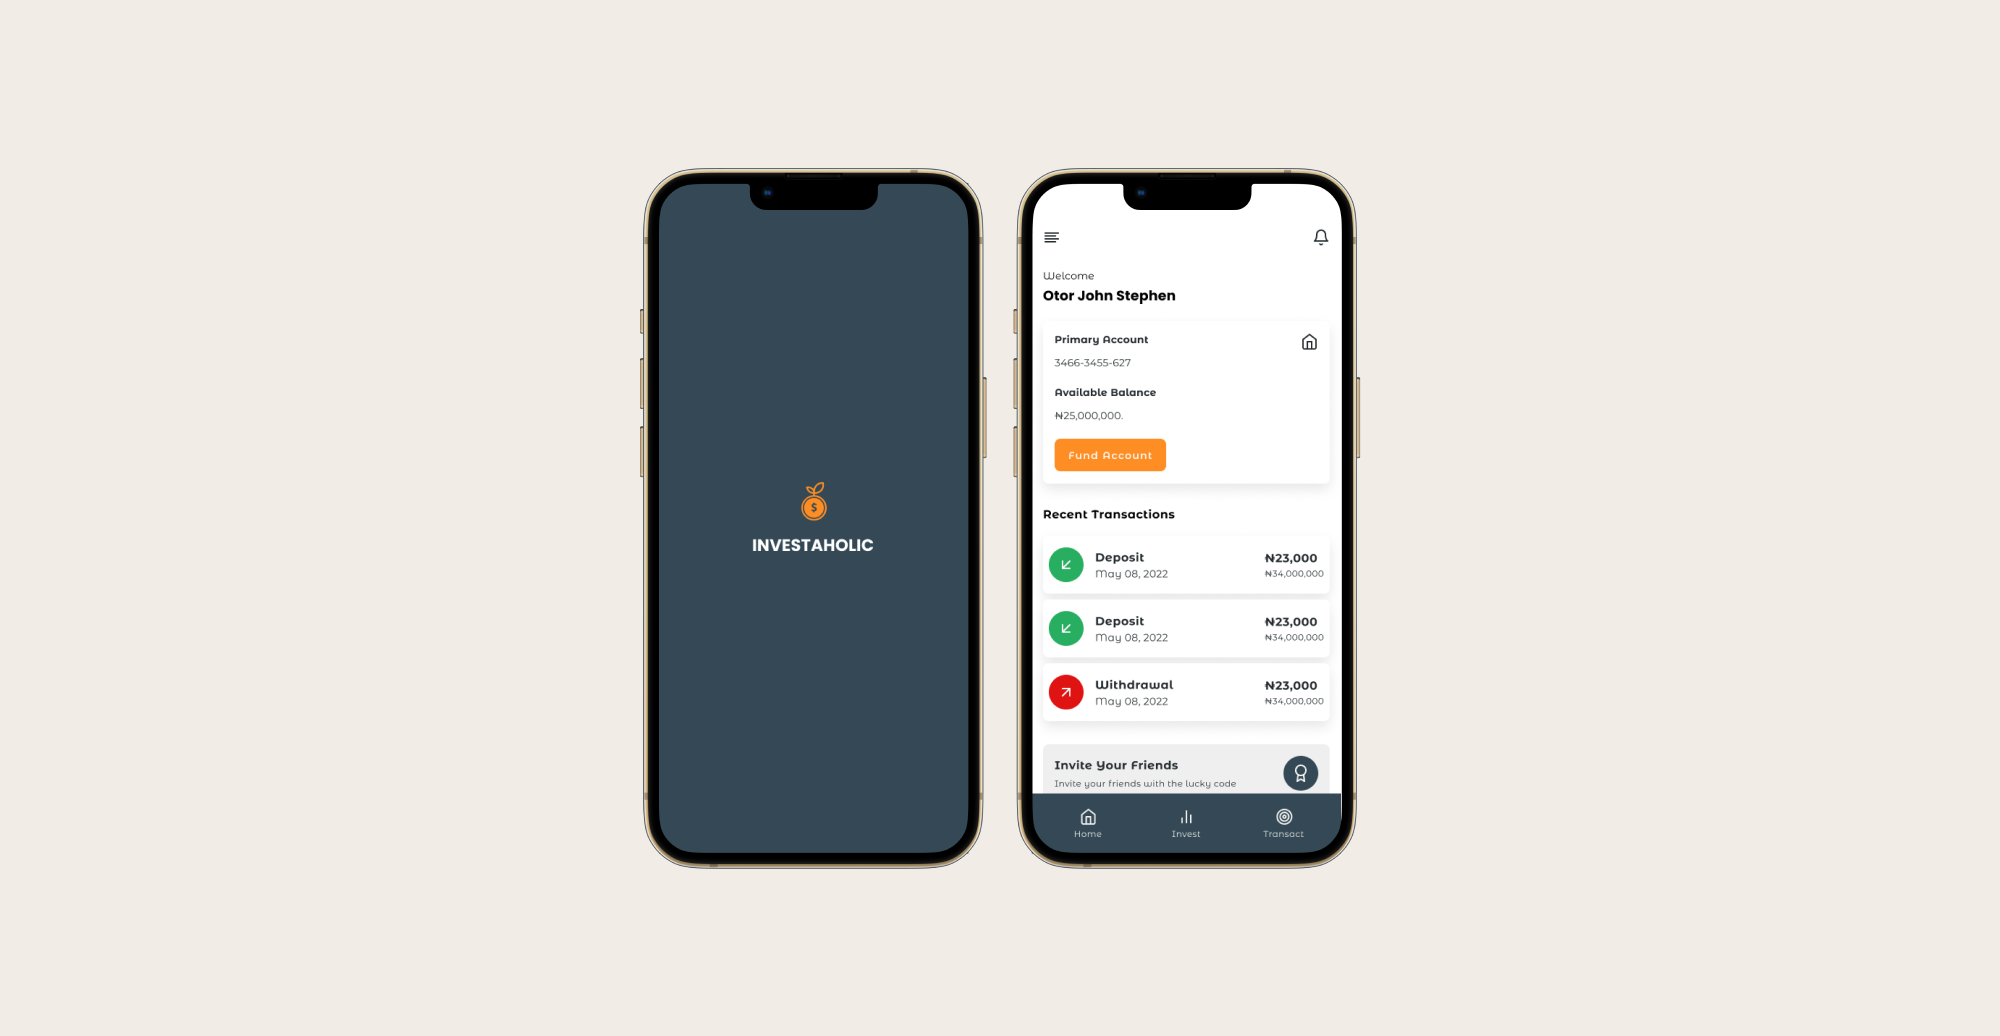 $
INVESTAHOLIC
Welcome
Otor John Stephen
Primary Account
3466-3455-627
Available Balance
₦25,000,000.
Fund Account
Recent Transactions
Deposit
₦23,000
May 08, 2022
₦34,000,000
Deposit
₦23,000
May 08, 2022
₦34,000,000
Withdrawal
₦23,000
May 08, 2022
₦34,000,000
Invite Your Friends
Invite your friends with the lucky code
Home
Invest
Transact